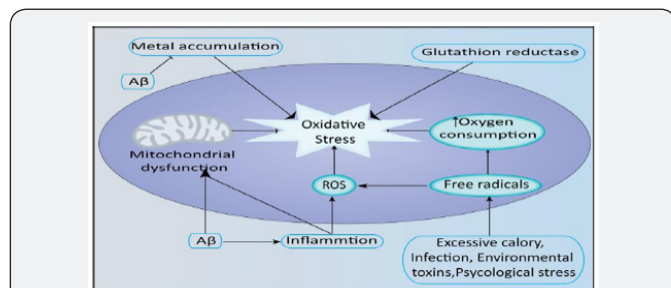 Metal accumulation
Glutathion reductase
Aβ
Oxidative
Stress
↑Oxygen
consumption
Mitochondrial
dysfunction
ROS
Free radicals
Aβ
Inflammtion
Excessive calory,
Infection, Environmental
toxins,Psycological stress